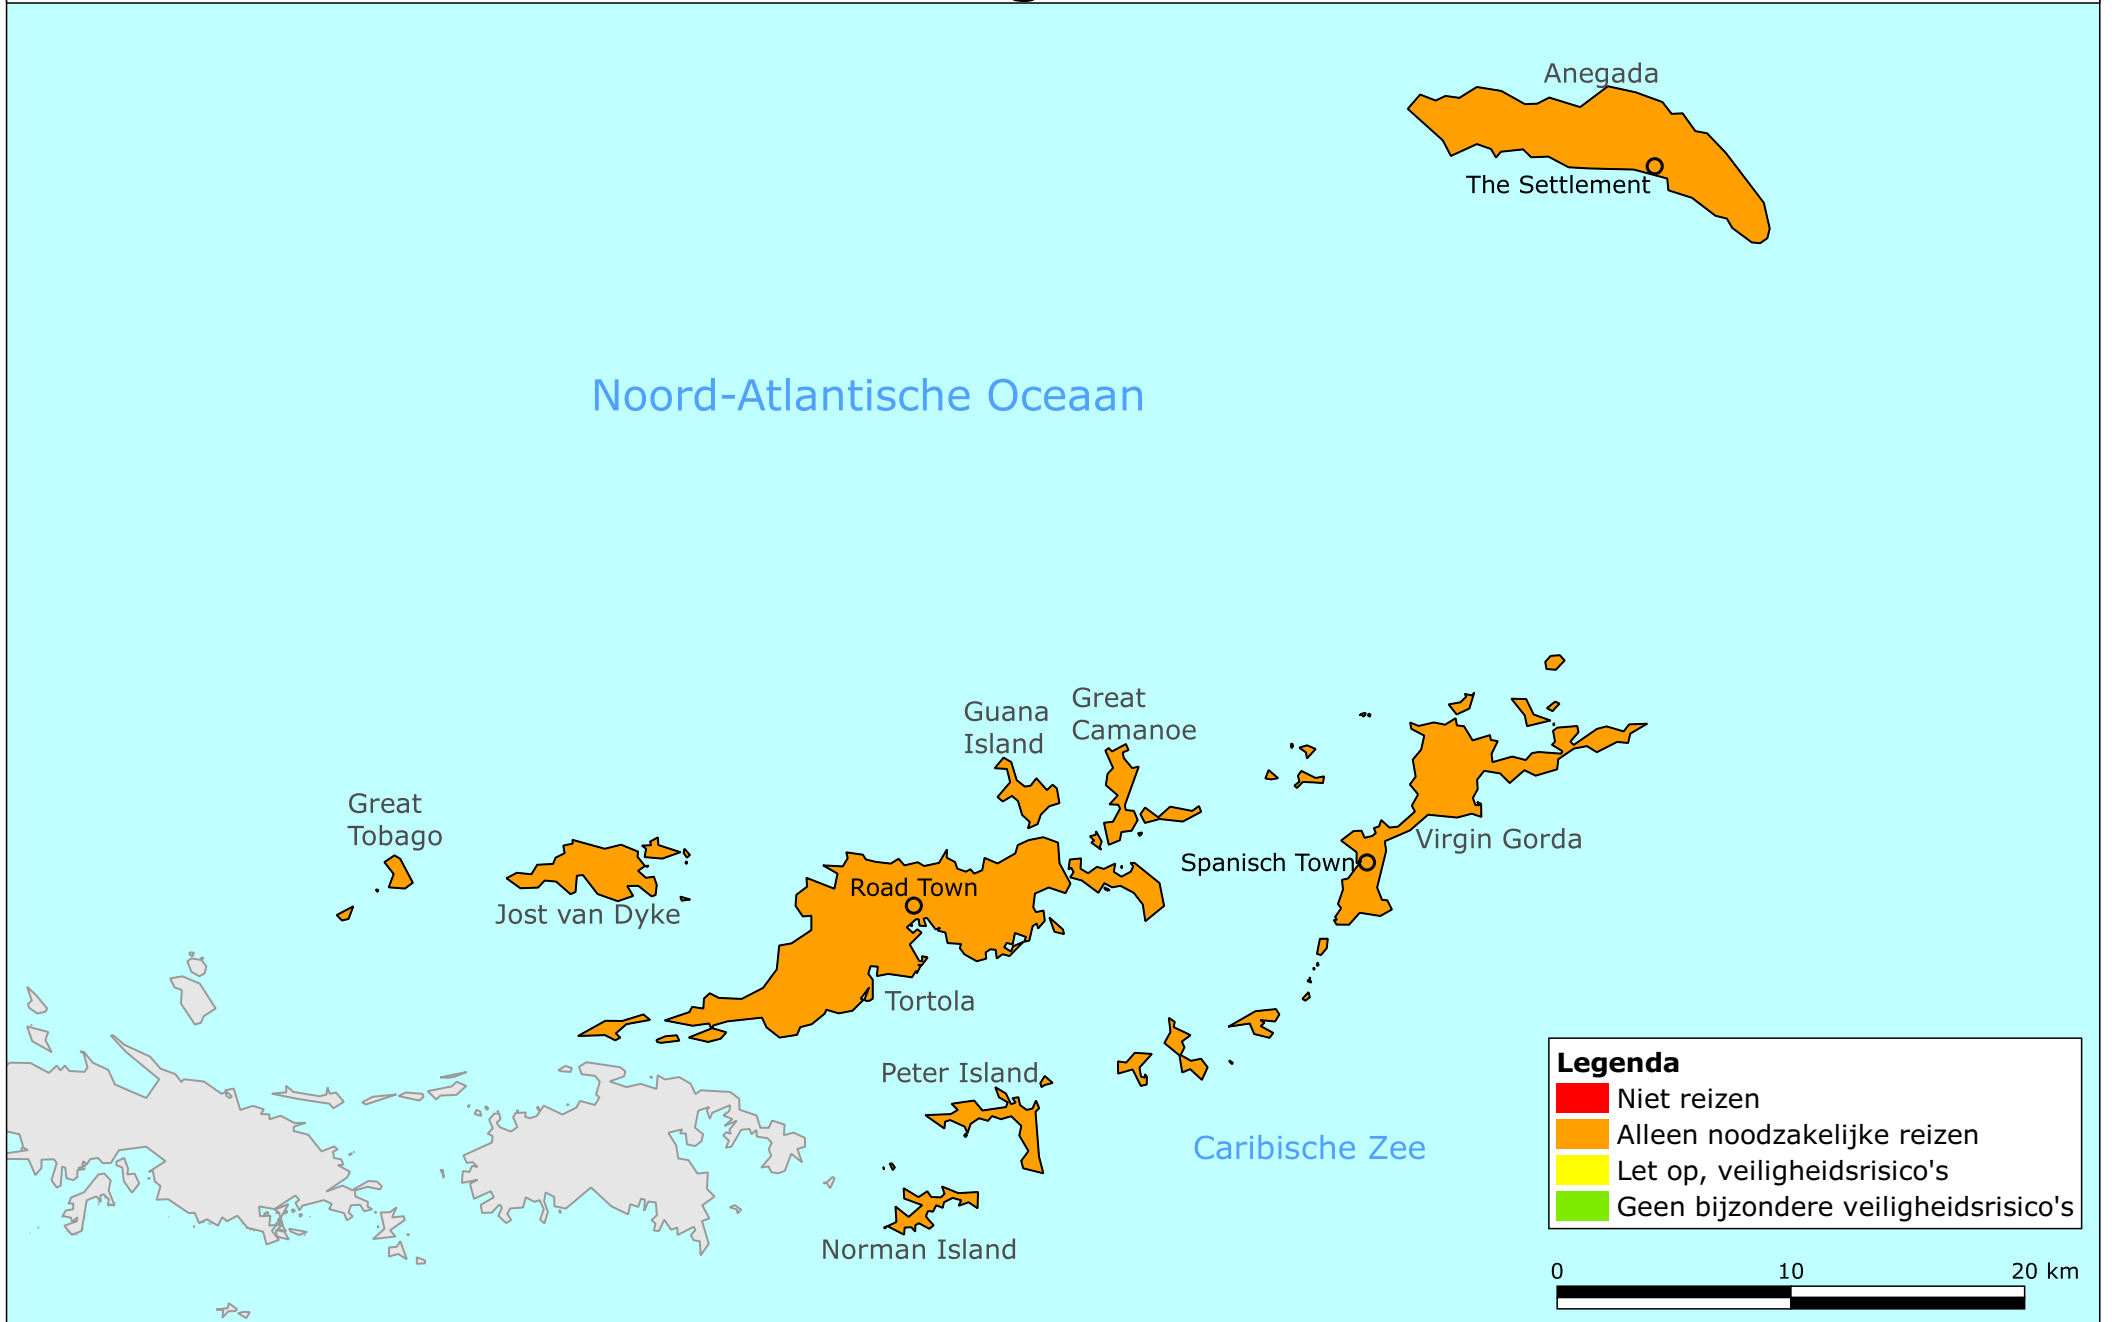 Anegada
The Settlement
Noord-Atlantische Oceaan
Guana
Island
Great
Camanoe
Great
Tobago
Jost van Dyke
Road Town
Spanisch Town
Virgin Gorda
Tortola
Peter Island
Caribische Zee
Norman Island
Legenda
Niet reizen
Alleen noodzakelijke reizen
Let op, veiligheidsrisico's
Geen bijzondere veiligheidsrisico's
0 10 20 km